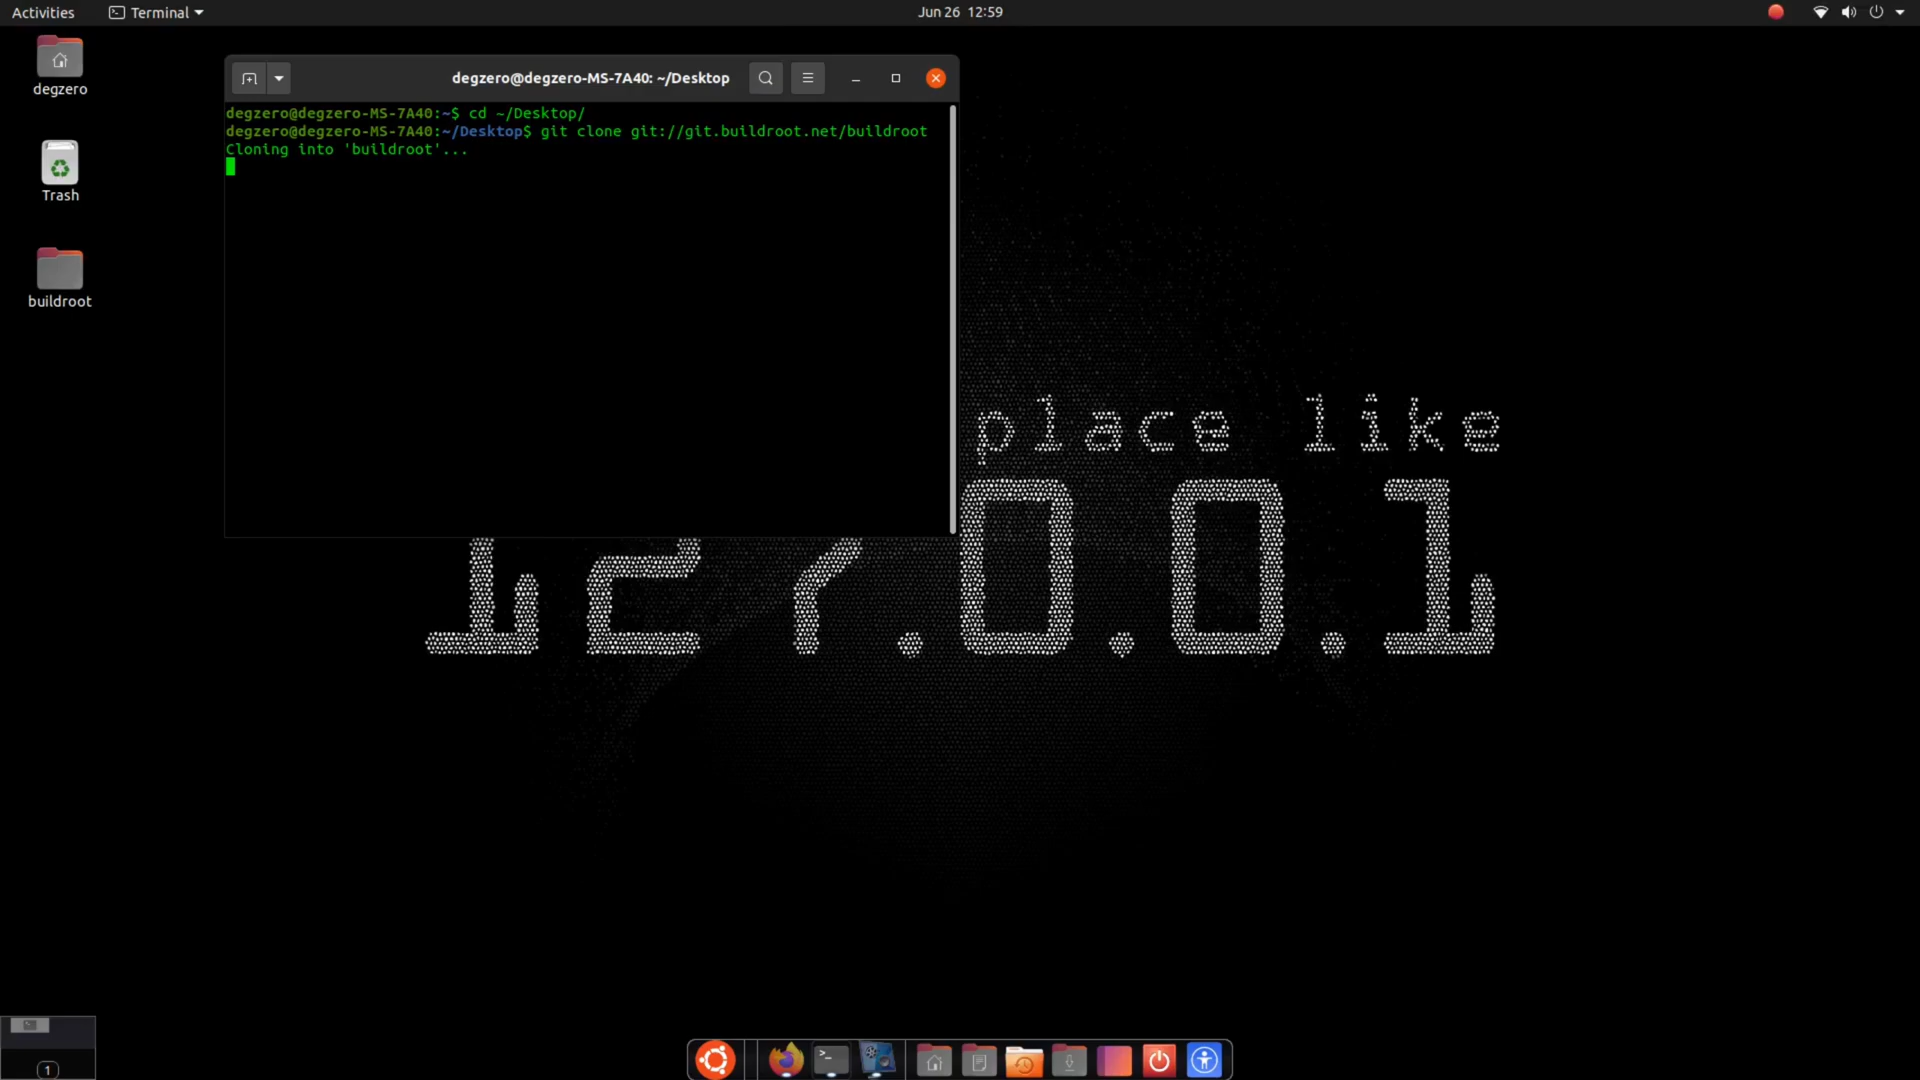 Activities Terminal Jun 26 12:59
degzero
Trash
buildroot
degzero@degzero-MS-7A40: ~/Desktop
degzero@degzero-MS-7A40:~$ cd ~/Desktop/
degzero@degzero-MS-7A40:~/Desktop$ git clone git://git.buildroot.net/buildroot
Cloning into 'buildroot'...
place like
127.0.0.1
1